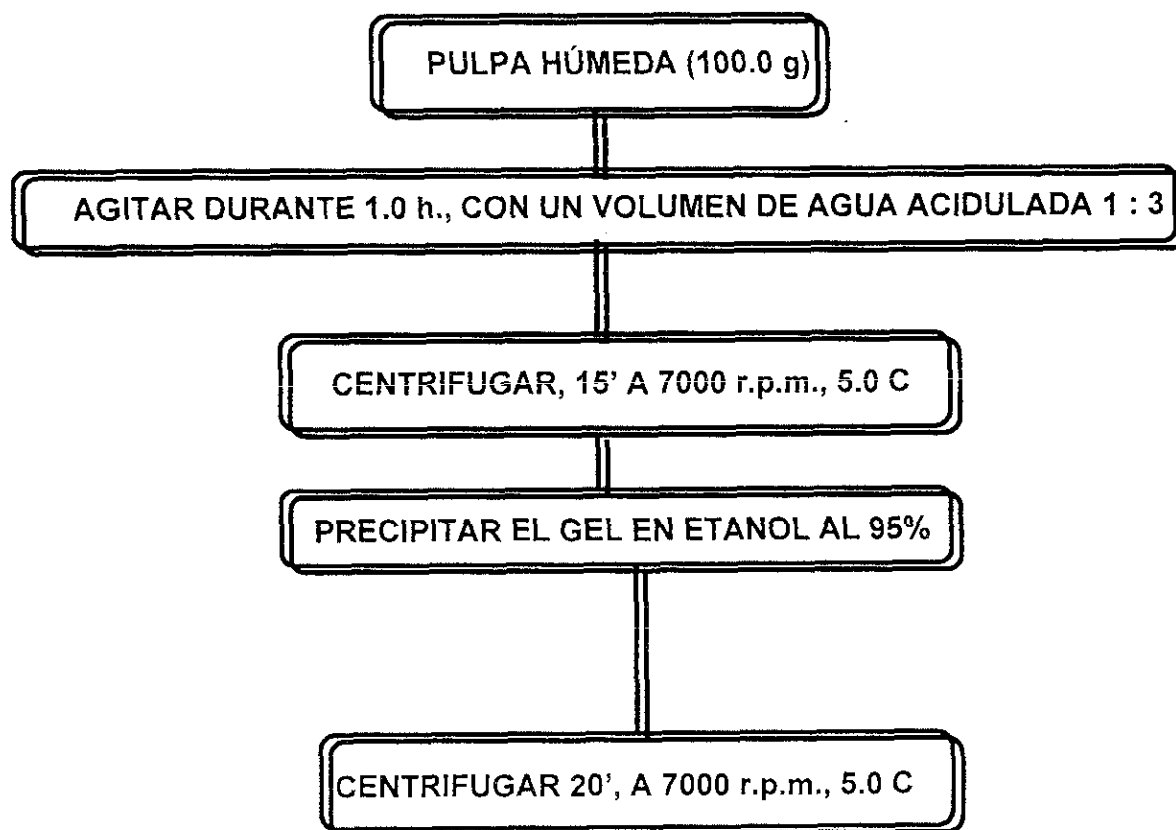 PULPA HÚMEDA (100.0 g)
AGITAR DURANTE 1.0 h., CON UN VOLUMEN DE AGUA ACIDULADA 1 : 3
CENTRIFUGAR, 15' A 7000 r.p.m., 5.0 C
PRECIPITAR EL GEL EN ETANOL AL 95%
CENTRIFUGAR 20', A 7000 r.p.m., 5.0 C